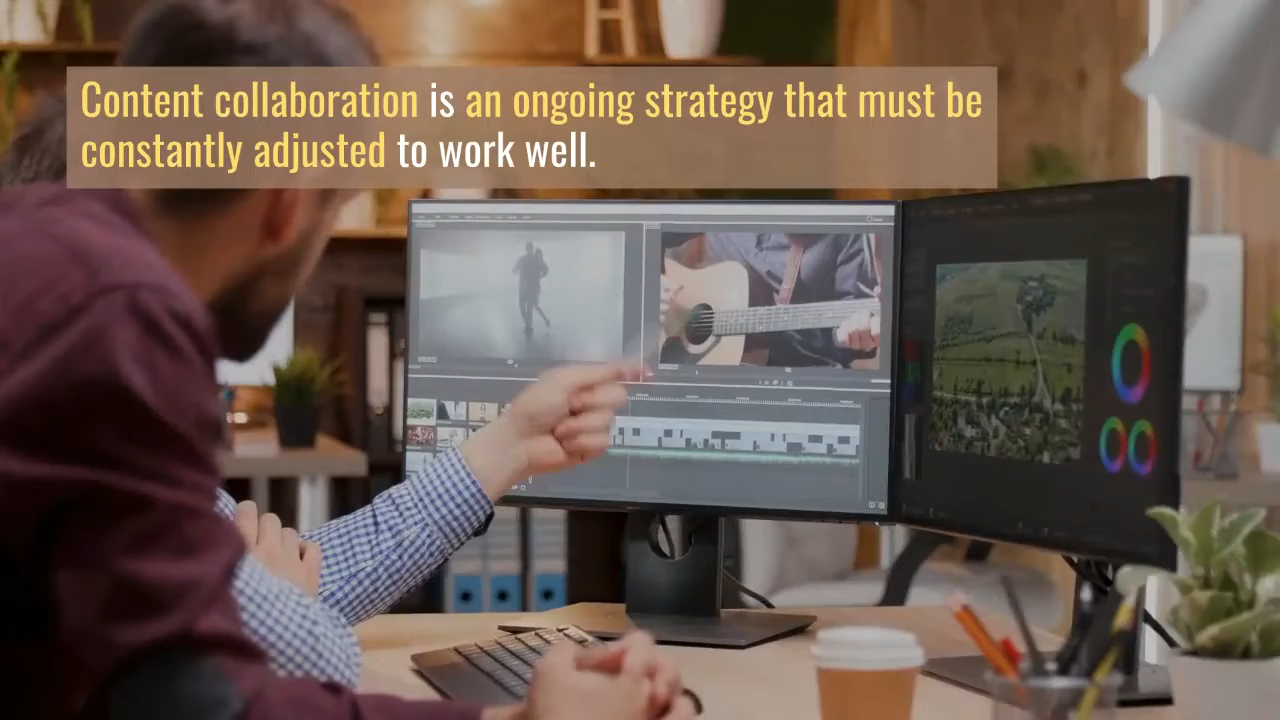 Content collaboration is an ongoing strategy that must be
constantly adjusted to work well.